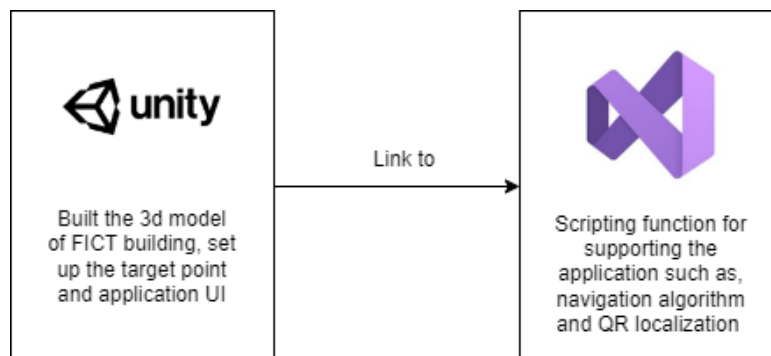 unity
Built the 3d model
of FICT building, set
up the target point
and application UI
Link to
Scripting function for
supporting the
application such as,
navigation algorithm
and QR localization